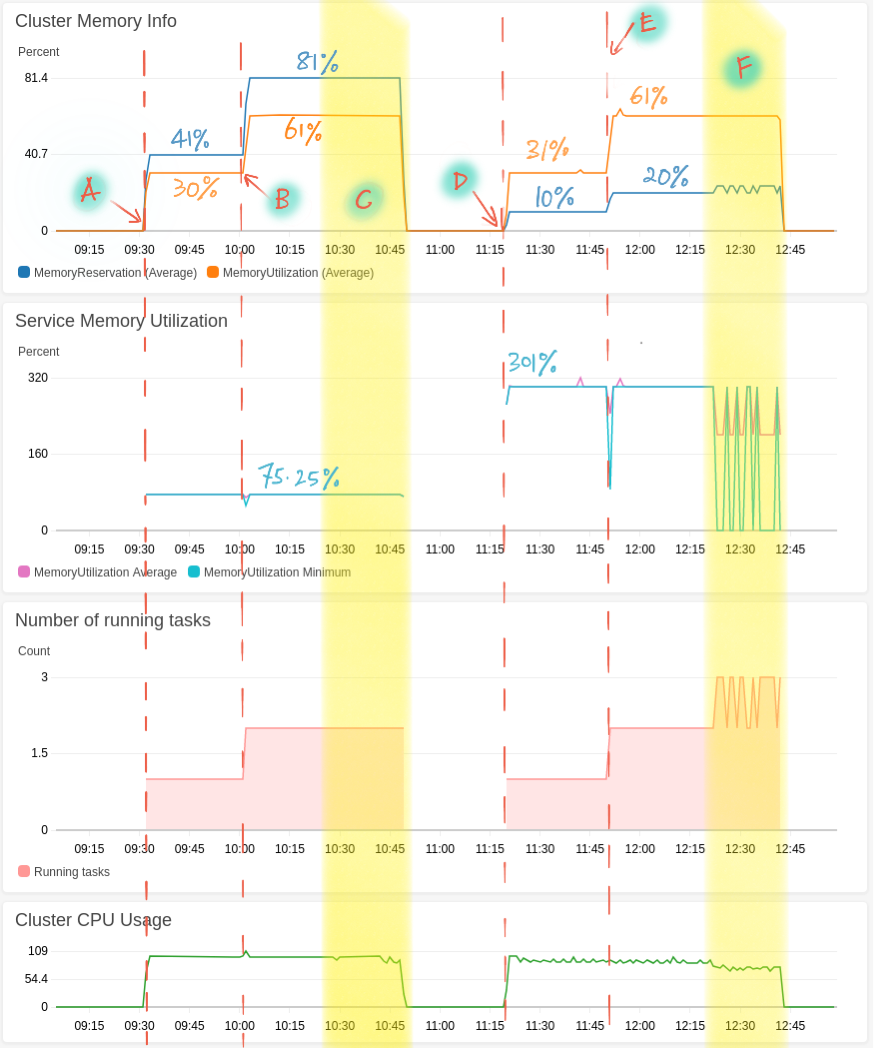 Cluster Memory Info
E
Percent
81%
F
81.4
61%
41%
61%
31%
40.7
20%
A
30%
B
C
D
10%
0
09:15 09:30 09:45 10:00 10:15 10:30 10:45 11:00 11:15 11:30 11:45 12:00 12:15 12:30 12:45
MemoryReservation (Average) MemoryUtilization (Average)
Service Memory Utilization
Percent
301%
320
160
75.25%
0
09:15 09:30 09:45 10:00 10:15 10:30 10:45 11:00 11:15 11:30 11:45 12:00 12:15 12:30 12:45
MemoryUtilization Average MemoryUtilization Minimum
Number of running tasks
Count
3
1.5
0
09:15 09:30 09:45 10:00 10:15 10:30 10:45 11:00 11:15 11:30 11:45 12:00 12:15 12:30 12:45
Running tasks
Cluster CPU Usage
109
54.4
0
09:15 09:30 09:45 10:00 10:15 10:30 10:45 11:00 11:15 11:30 11:45 12:00 12:15 12:30 12:45